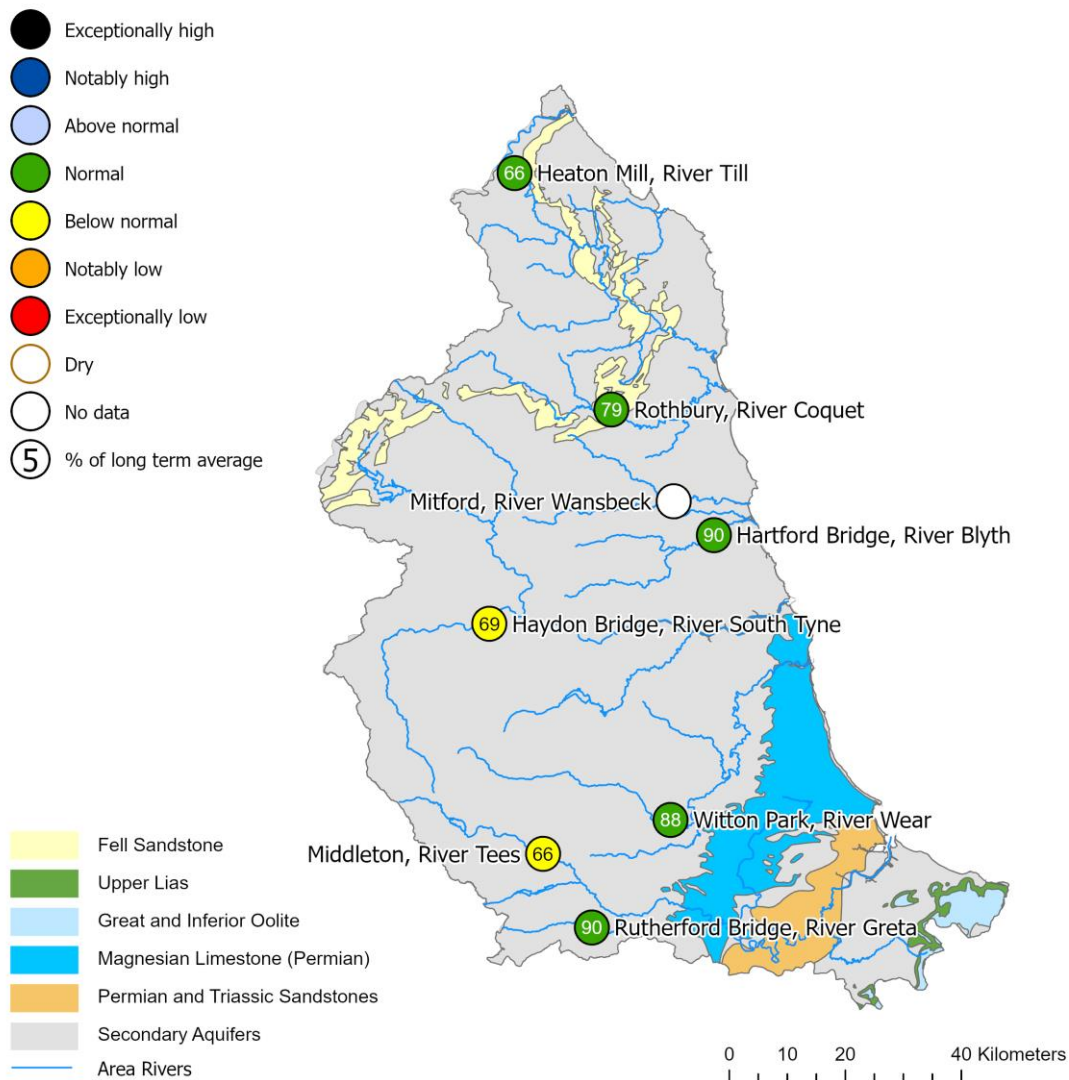 Exceptionally high
Notably high
Above normal
Normal
Below normal
Notably low
Exceptionally low
Dry
No data
5 % of long term average
66 Heaton Mill, River Till
79 Rothbury, River Coquet
Mitford, River Wansbeck
90 Hartford Bridge, River Blyth
69 Haydon Bridge, River South Tyne
88 Witton Park, River Wear
Middleton, River Tees 66
90 Rutherford Bridge, River Greta
Fell Sandstone
Upper Lias
Great and Inferior Oolite
Magnesian Limestone (Permian)
Permian and Triassic Sandstones
Secondary Aquifers
Area Rivers
0 10 20 40 Kilometers